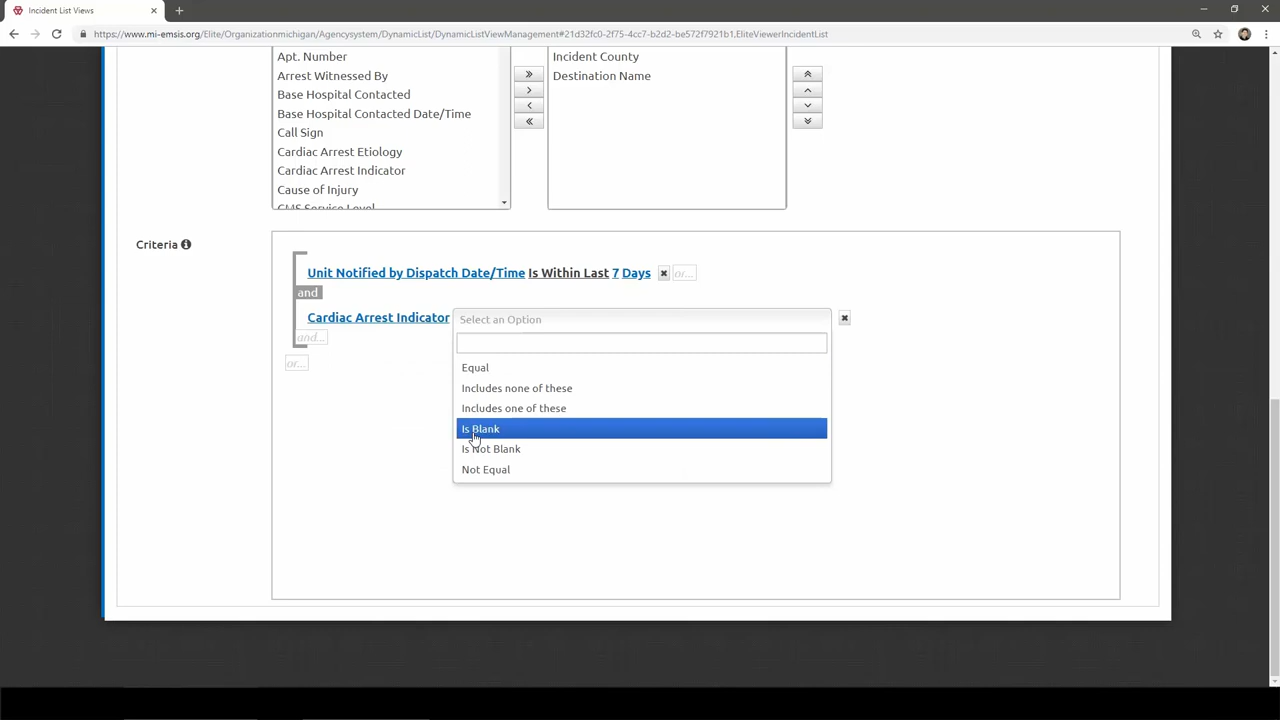 Incident List Views
https://www.mi-emsis.org/Elite/Organizationmichigan/Agencysystem/DynamicList/DynamicListViewManagement#21d32fc0-2f75-4cc7-b2d2-be572f7921b1.EliteViewerIncidentList
Apt. Number
Arrest Witnessed By
Base Hospital Contacted
Base Hospital Contacted Date/Time
Call Sign
Cardiac Arrest Etiology
Cardiac Arrest Indicator
Cause of Injury
CMS Service Level
Incident County
Destination Name
Criteria
Unit Notified by Dispatch Date/Time Is Within Last 7 Days or...
and
Cardiac Arrest Indicator Select an Option
and...
or...
Equal
Includes none of these
Includes one of these
Is Blank
Is Not Blank
Not Equal